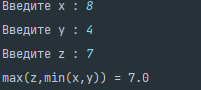 Введите x : 8
Введите y : 4
Введите z : 7
max(z,min(x,y)) = 7.0